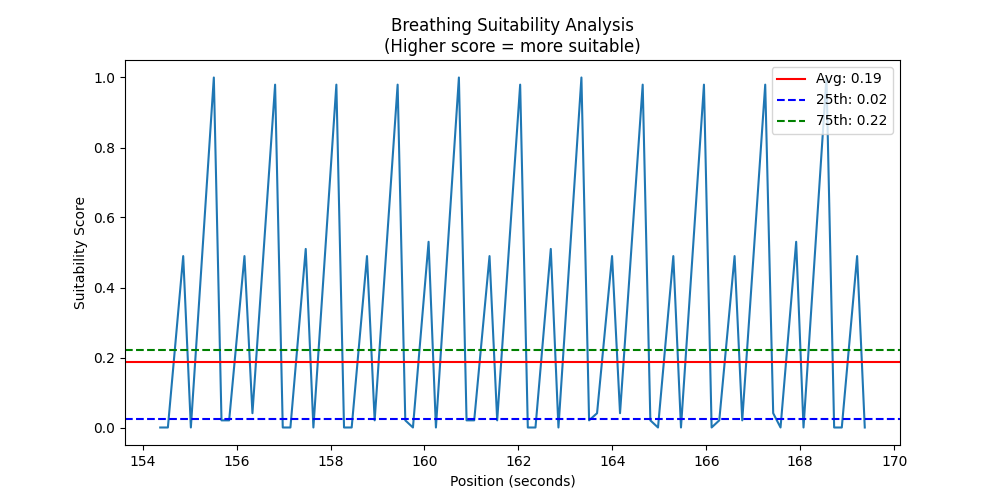 Breathing Suitability Analysis
(Higher score = more suitable)
Avg: 0.19
25th: 0.02
75th: 0.22
Suitability Score
1.0
0.8
0.6
0.4
0.2
0.0
154 156 158 160 162 164 166 168 170
Position (seconds)